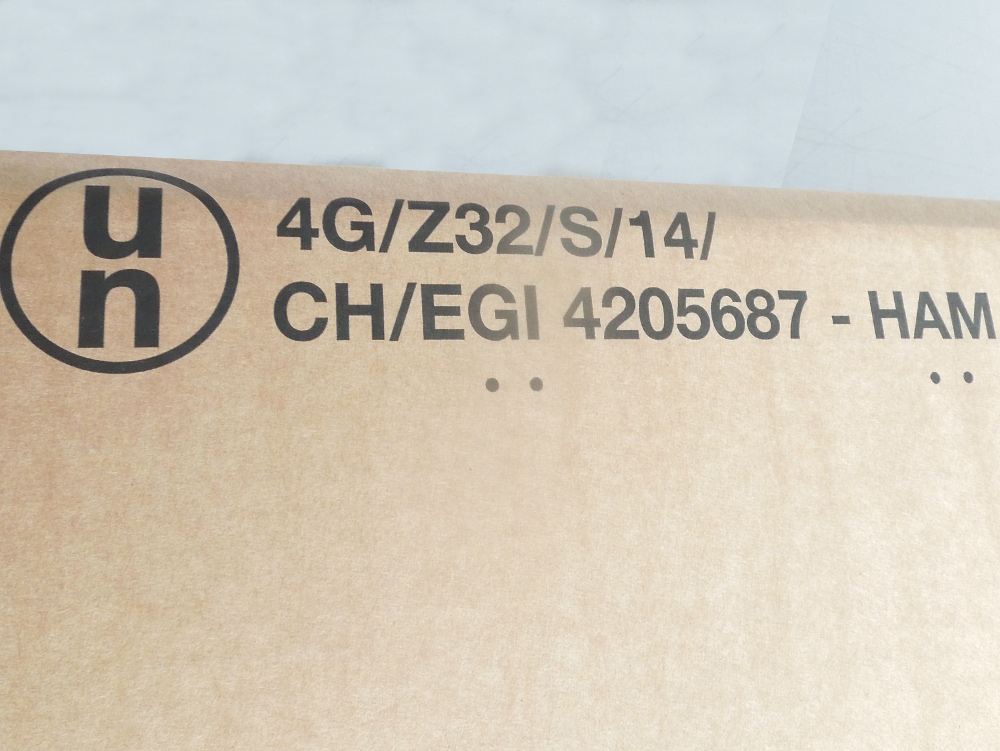 un
4G/Z32/S/14/
CH/EGI 4205687 - HAM